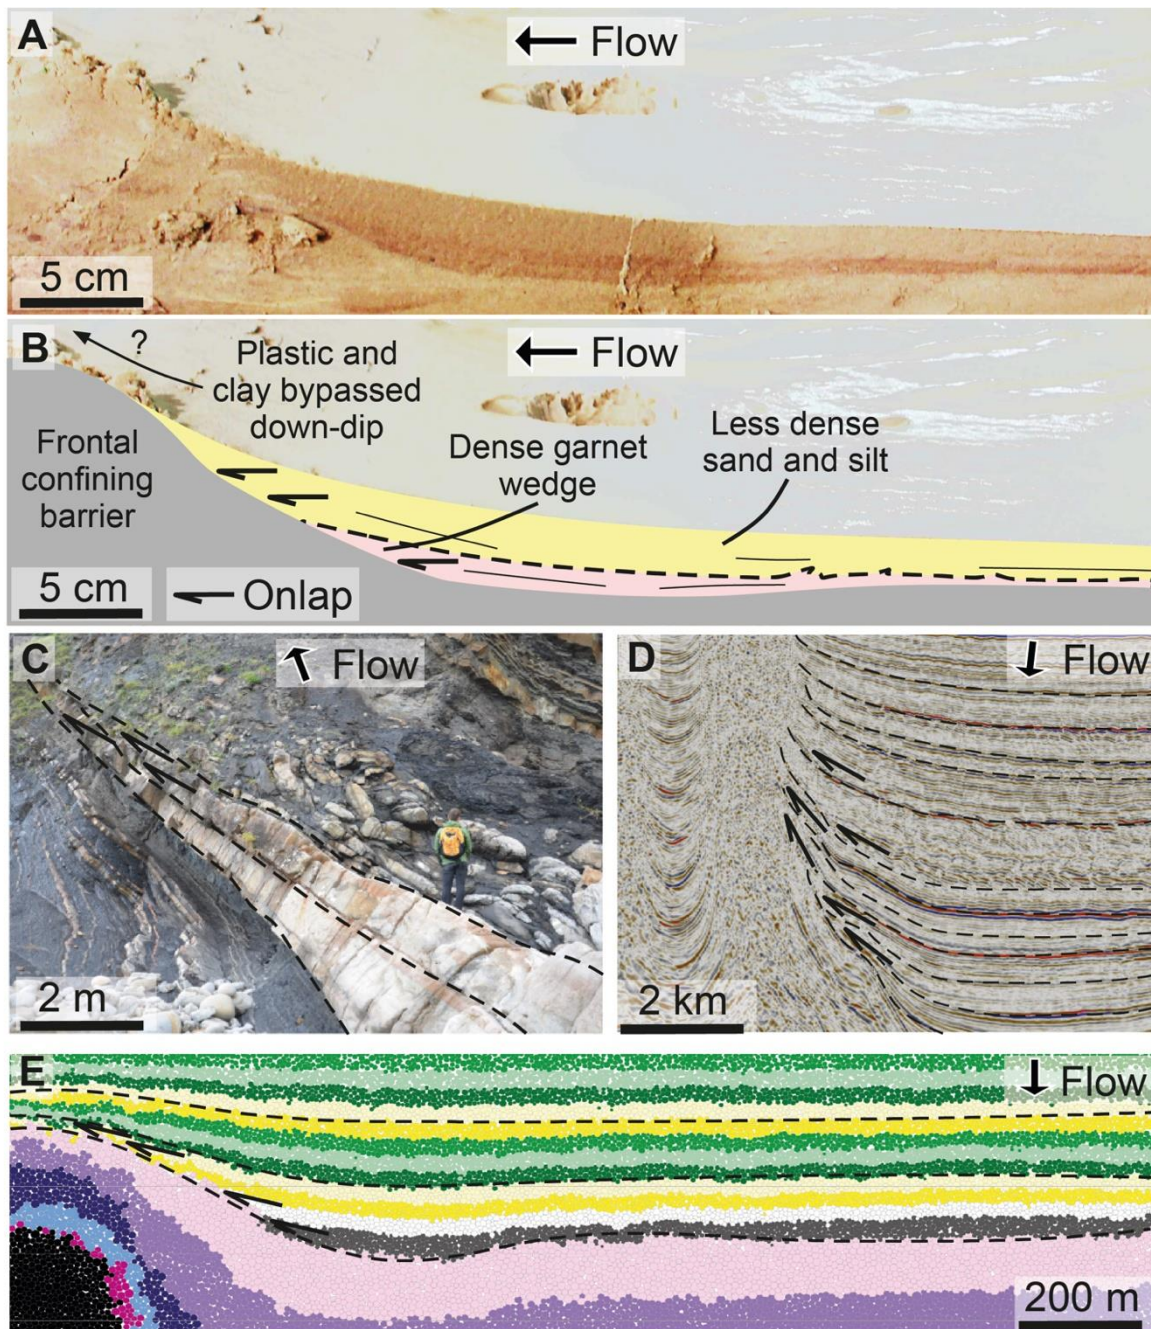 A
Flow
5 cm
B
?
Plastic and
clay bypassed
down-dip
Flow
Frontal
confining
barrier
Dense garnet
wedge
Less dense
sand and silt
5 cm
Onlap
C
Flow
2 m
D
Flow
2 km
E
Flow
200 m